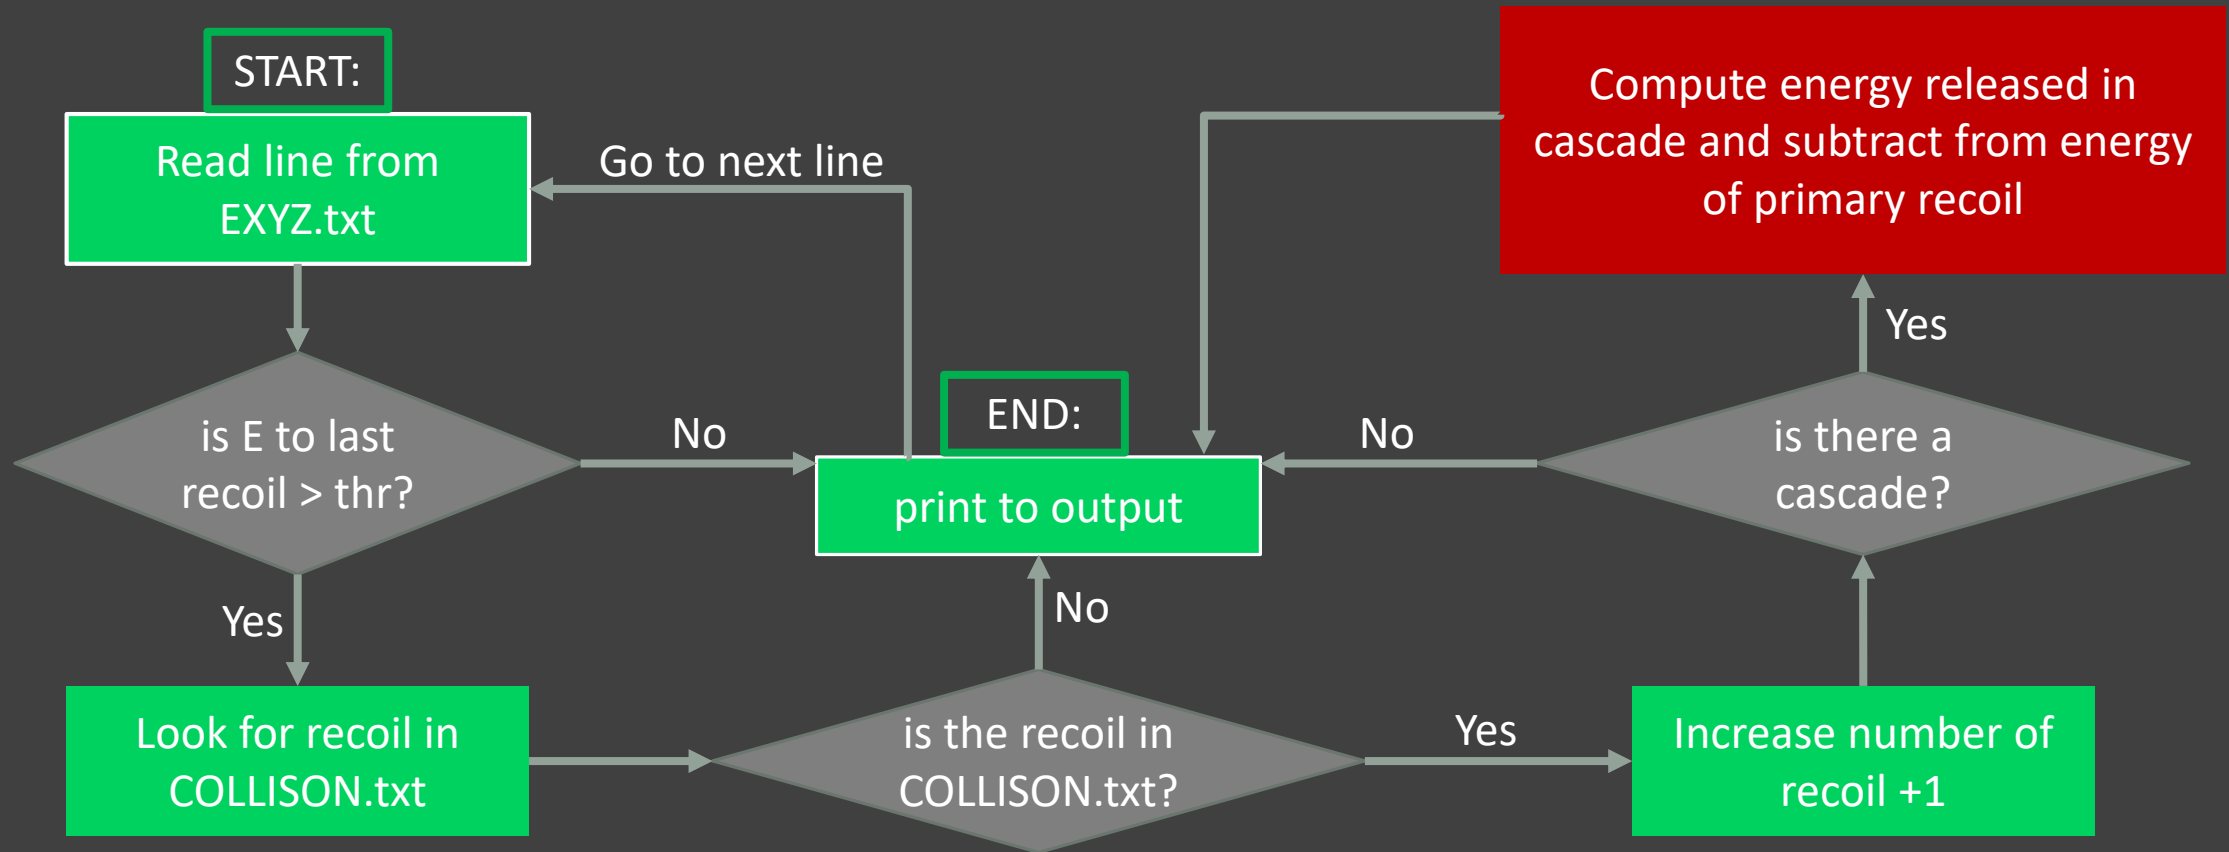 START:
Read line from
EXYZ.txt
Go to next line
Compute energy released in
cascade and subtract from energy
of primary recoil
Yes
is E to last
recoil > thr?
No
END:
print to output
No
is there a
cascade?
Yes
No
Look for recoil in
COLLISON.txt
is the recoil in
COLLISON.txt?
Yes
Increase number of
recoil +1